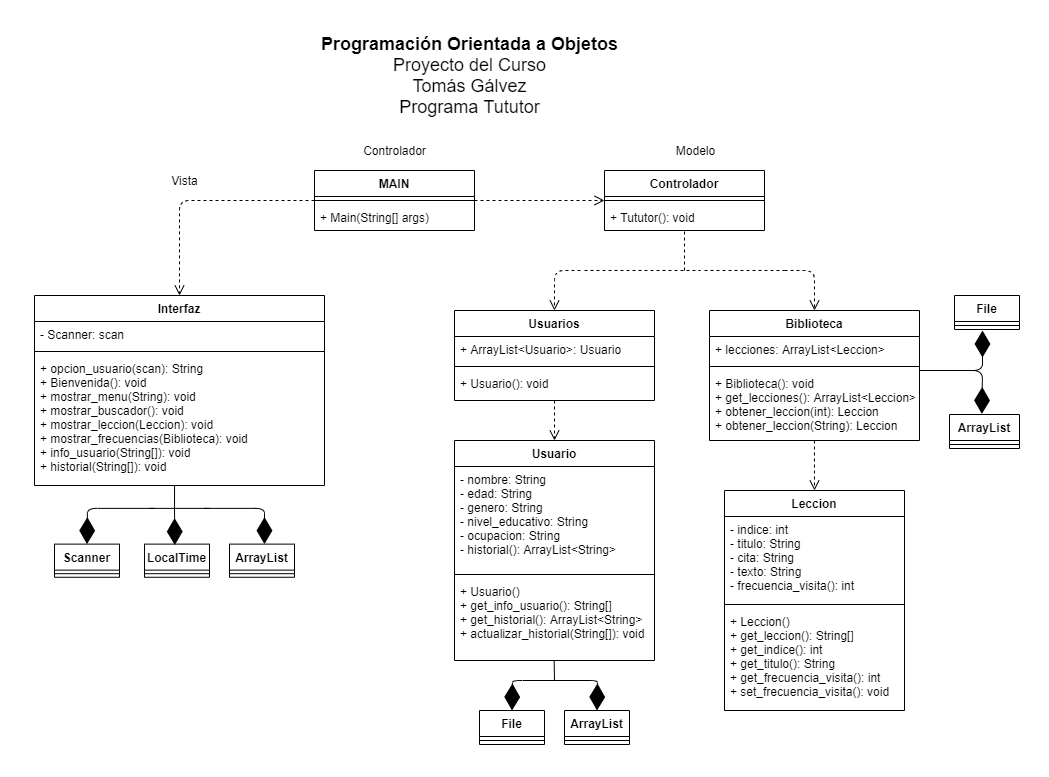 Programación Orientada a Objetos
Proyecto del Curso
Tomás Gálvez
Programa Tututor
Controlador
Modelo
Vista
MAIN
+ Main(String[] args)
Controlador
+ Tututor(): void
Interfaz
- Scanner: scan
+ opcion_usuario(scan): String
+ Bienvenida(): void
+ mostrar_menu(String): void
+ mostrar_buscador(): void
+ mostrar_leccion(Leccion): void
+ mostrar_frecuencias(Biblioteca): void
+ info_usuario(String[]): void
+ historial(String[]): void
Scanner
LocalTime
ArrayList
Usuarios
+ ArrayList<Usuario>: Usuario
+ Usuario(): void
Usuario
- nombre: String
- edad: String
- genero: String
- nivel_educativo: String
- ocupacion: String
- historial(): ArrayList<String>
+ Usuario()
+ get_info_usuario(): String[]
+ get_historial(): ArrayList<String>
+ actualizar_historial(String[]): void
File
ArrayList
Biblioteca
+ lecciones: ArrayList<Leccion>
+ Biblioteca(): void
+ get_lecciones(): ArrayList<Leccion>
+ obtener_leccion(int): Leccion
+ obtener_leccion(String): Leccion
File
ArrayList
Leccion
- indice: int
- titulo: String
- cita: String
- texto: String
- frecuencia_visita(): int
+ Leccion()
+ get_leccion(): String[]
+ get_indice(): int
+ get_titulo(): String
+ get_frecuencia_visita(): int
+ set_frecuencia_visita(): void